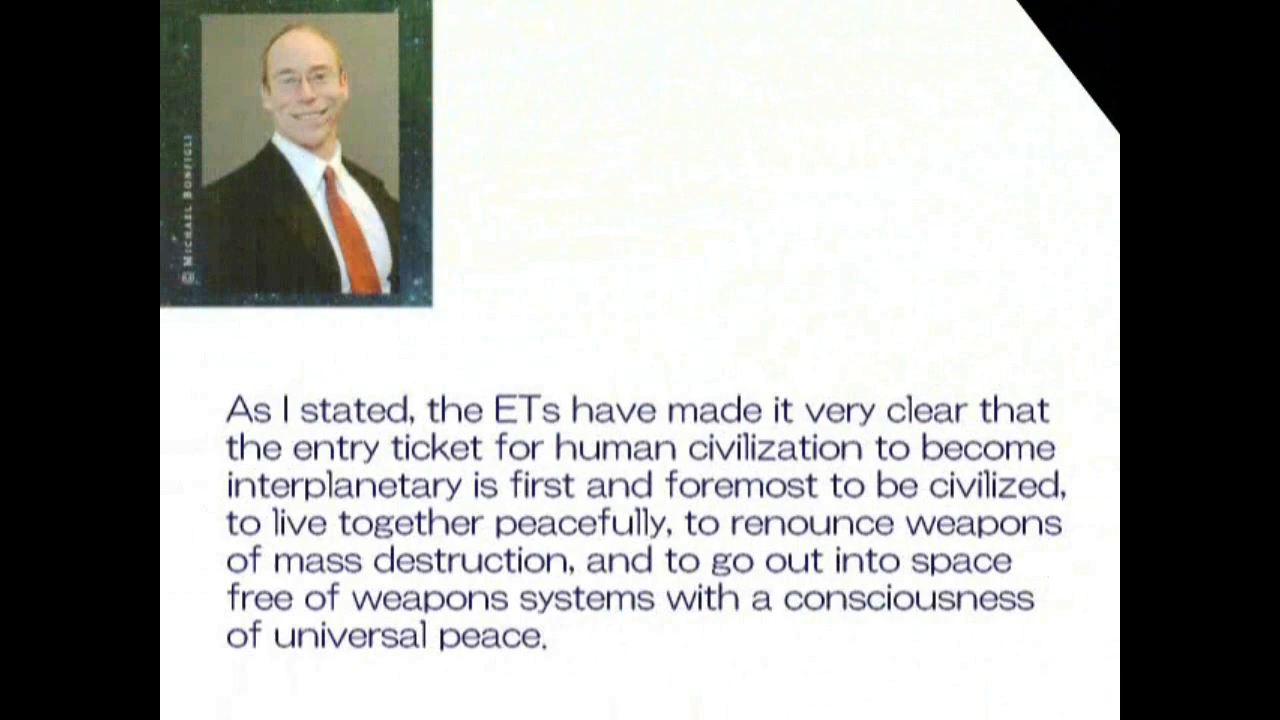 © MICHAEL BONFIGLI
As I stated, the ETs have made it very clear that
the entry ticket for human civilization to become
interplanetary is first and foremost to be civilized,
to live together peacefully, to renounce weapons
of mass destruction, and to go out into space
free of weapons systems with a consciousness
of universal peace.